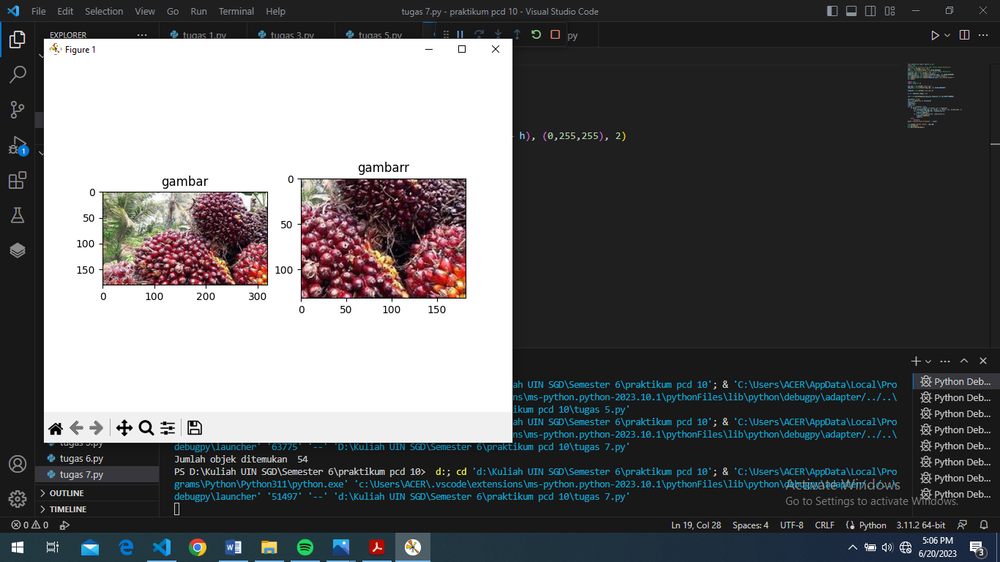 File Edit Selection View Go Run Terminal Help
tugas 7.py - praktikum pcd 10 - Visual Studio Code
EXPLORER
tugas 1.py
tugas 3.py
tugas 5.py
py
Figure 1
h), (0,255,255), 2)
gambar
gambarr
0
50
100
150
0 100 200 300
0
50
100
0 50 100 150
1
ah UIN SGD\Semester 6\praktikum pcd 10'; & 'C:\Users\ACER\AppData\Local\Pro
ns\ms-python.python-2023.10.1\pythonFiles\lib\python\debugpy\adapter/../..\
tikum pcd 10\tugas 5.py'
ah UIN SGD\Semester 6\praktikum pcd 10'; & 'C:\Users\ACER\AppData\Local\Pro
ns\ms-python.python-2023.10.1\pythonFiles\lib\python\debugpy\adapter/../..\
debugpy\launcher' '63775' '--' 'D:\Kuliah UIN SGD\Semester 6\praktikum pcd 10\tugas 7.py'
Jumlah objek ditemukan  54
PS D:\Kuliah UIN SGD\Semester 6\praktikum pcd 10>  d:; cd 'd:\Kuliah UIN SGD\Semester 6\praktikum pcd 10'; & 'C:\Users\ACER\AppData\Local\Pro
grams\Python\Python311\python.exe' 'c:\Users\ACER\.vscode\extensions\ms-python.python-2023.10.1\pythonFiles\lib\python\debugpy\adapter/../..\
debugpy\launcher' '51497' '--' 'd:\Kuliah UIN SGD\Semester 6\praktikum pcd 10\tugas 7.py'
Python Deb...
Python Deb...
Python Deb...
Python Deb...
Python Deb...
Python Deb...
Python Deb...
Python Deb...
tugas 5.py
tugas 6.py
tugas 7.py
OUTLINE
TIMELINE
Activate Windows
Go to Settings to activate Windows.
0 0
Ln 19, Col 28 Spaces: 4 UTF-8 CRLF Python 3.11.2 64-bit
5:06 PM
6/20/2023
3